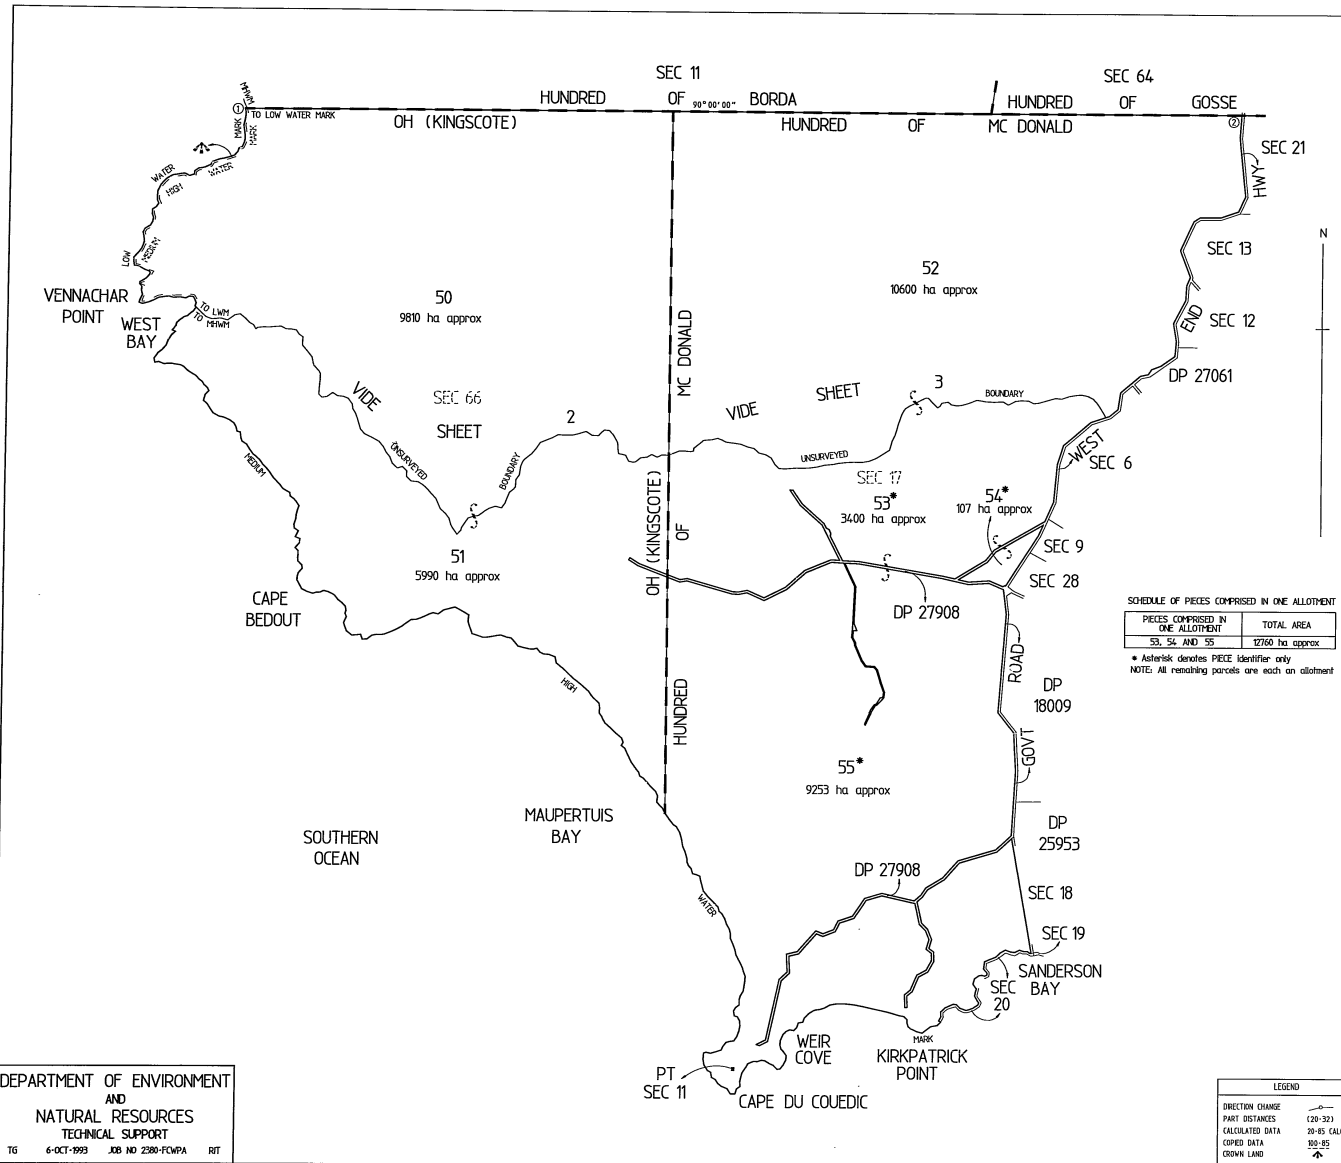 SEC 11
SEC 64
HUNDRED OF 90°00'00" BORDA
HUNDRED OF GOSSE
MHWM
1
TO LOW WATER MARK
OH (KINGSCOTE)
HUNDRED OF MC DONALD
2
MARK
MARK
SEC 21
HWY
WATER
WATER
HIGH
SEC 13
LOW
MEDIUM
52
10600 ha approx
N
50
9810 ha approx
VENNACHAR
POINT
WEST
BAY
TO LWM
TO MHWM
END
SEC 12
MC DONALD
DP 27061
VIDE
SEC 66
SHEET
2
VIDE SHEET 3
BOUNDARY
UNSURVEYED
BOUNDARY
MEDIUM
UNSURVEYED
WEST
SEC 6
SEC 17
53*
3400 ha approx
54*
107 ha approx
OH (KINGSCOTE)
OF
51
5990 ha approx
SEC 9
SEC 28
CAPE
BEDOUT
DP 27908
SCHEDULE OF PIECES COMPRISED IN ONE ALLOTMENT
PIECES COMPRISED IN
ONE ALLOTMENT
TOTAL AREA
53, 54 AND 55
12760 ha approx
* Asterisk denotes PIECE identifier only
NOTE: All remaining parcels are each an allotment
ROAD
HIGH
HUNDRED
DP
18009
GOVT
55*
9253 ha approx
MAUPERTUIS
BAY
SOUTHERN
OCEAN
DP
25953
DP 27908
SEC 18
WATER
SEC 19
SANDERSON
BAY
SEC
20
MARK
WEIR
COVE
KIRKPATRICK
POINT
PT
SEC 11
CAPE DU COUEDIC
DEPARTMENT OF ENVIRONMENT
AND
NATURAL RESOURCES
TECHNICAL SUPPORT
TG 6-OCT-1993 JOB NO 2380-FCWPA RIT
LEGEND
DIRECTION CHANGE
PART DISTANCES (20·32)
CALCULATED DATA 20·85 CAL
COPIED DATA 100·85
CROWN LAND